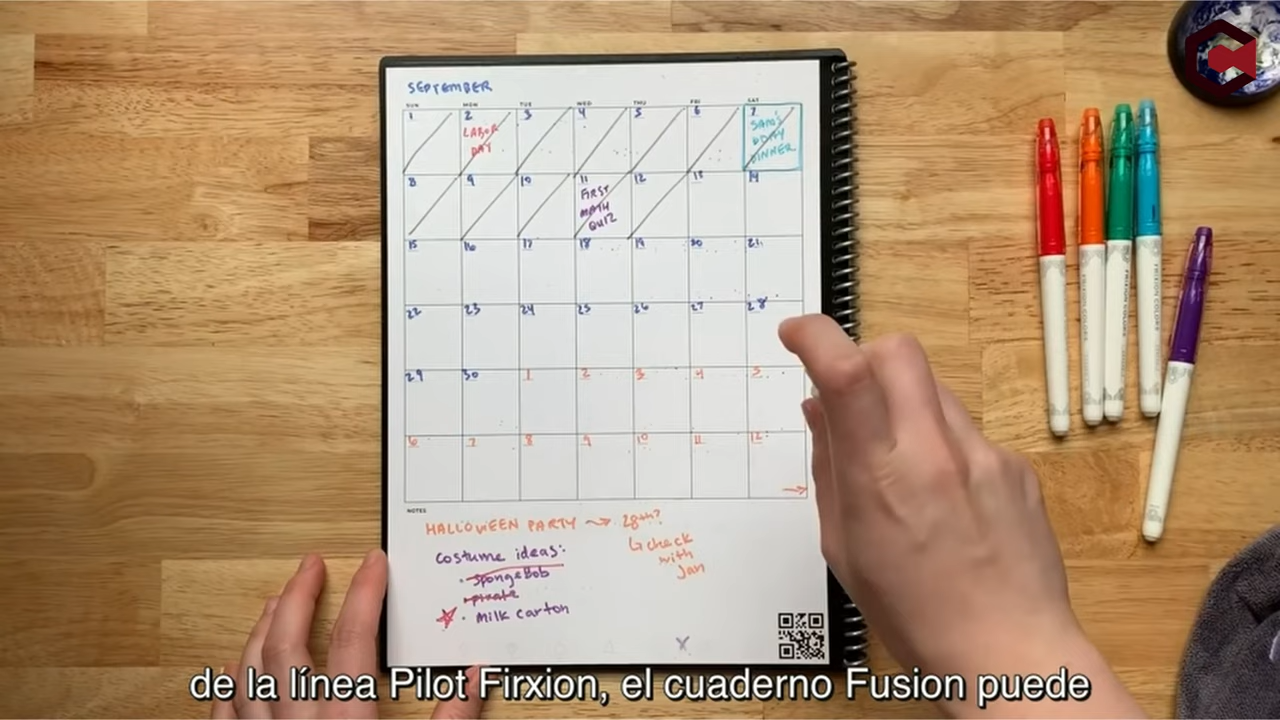 SEPTEMBER
SUN MON TUE WED THU FRI SAT
1 2 3 4 5 6 7
LABOR
DAY
SAM'S
BDAY
DINNER
8 9 10 11 12 13 14
FIRST
MATH
QUIZ
15 16 17 18 19 20 21
22 23 24 25 26 27 28
29 30 1 2 3 4 5
6 7 8 9 10 11 12
NOTES
HALLOWEEN PARTY → 28th?
check
with
Jan
costume ideas:
• SpongeBob
• pirate
• milk carton
FRIXION COLORS
FRIXION COLORS
de la línea Pilot Firxion, el cuaderno Fusion puede